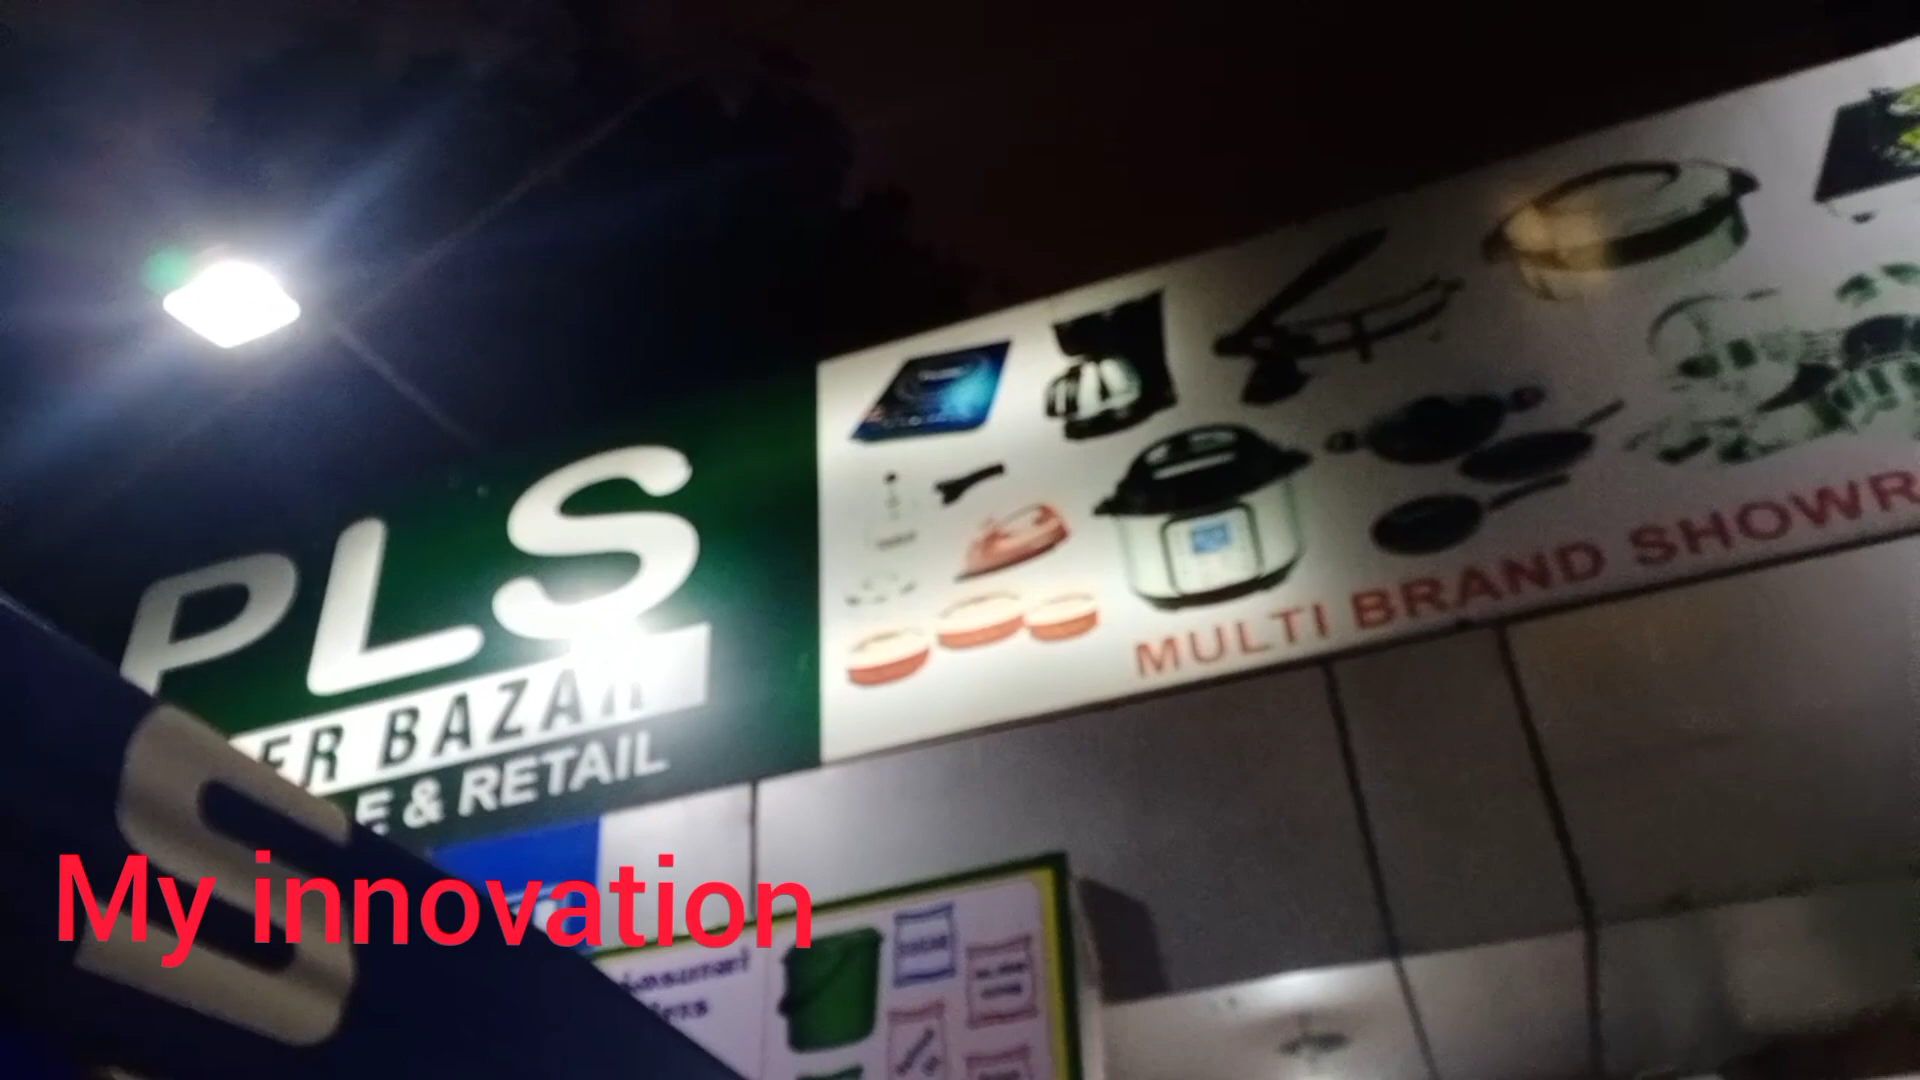 PLS
ER BAZAR
E & RETAIL
MULTI BRAND SHOWR
S
My innovation